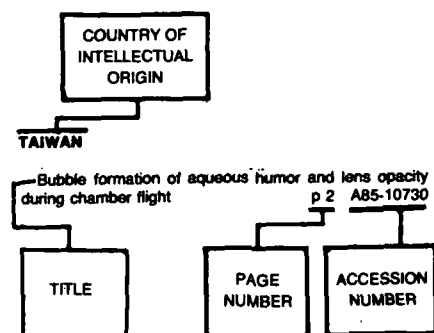 COUNTRY OF
INTELLECTUAL
ORIGIN
TAIWAN
Bubble formation of aqueous humor and lens opacity
during chamber flight p 2 A85-10730
TITLE
PAGE
NUMBER
ACCESSION
NUMBER